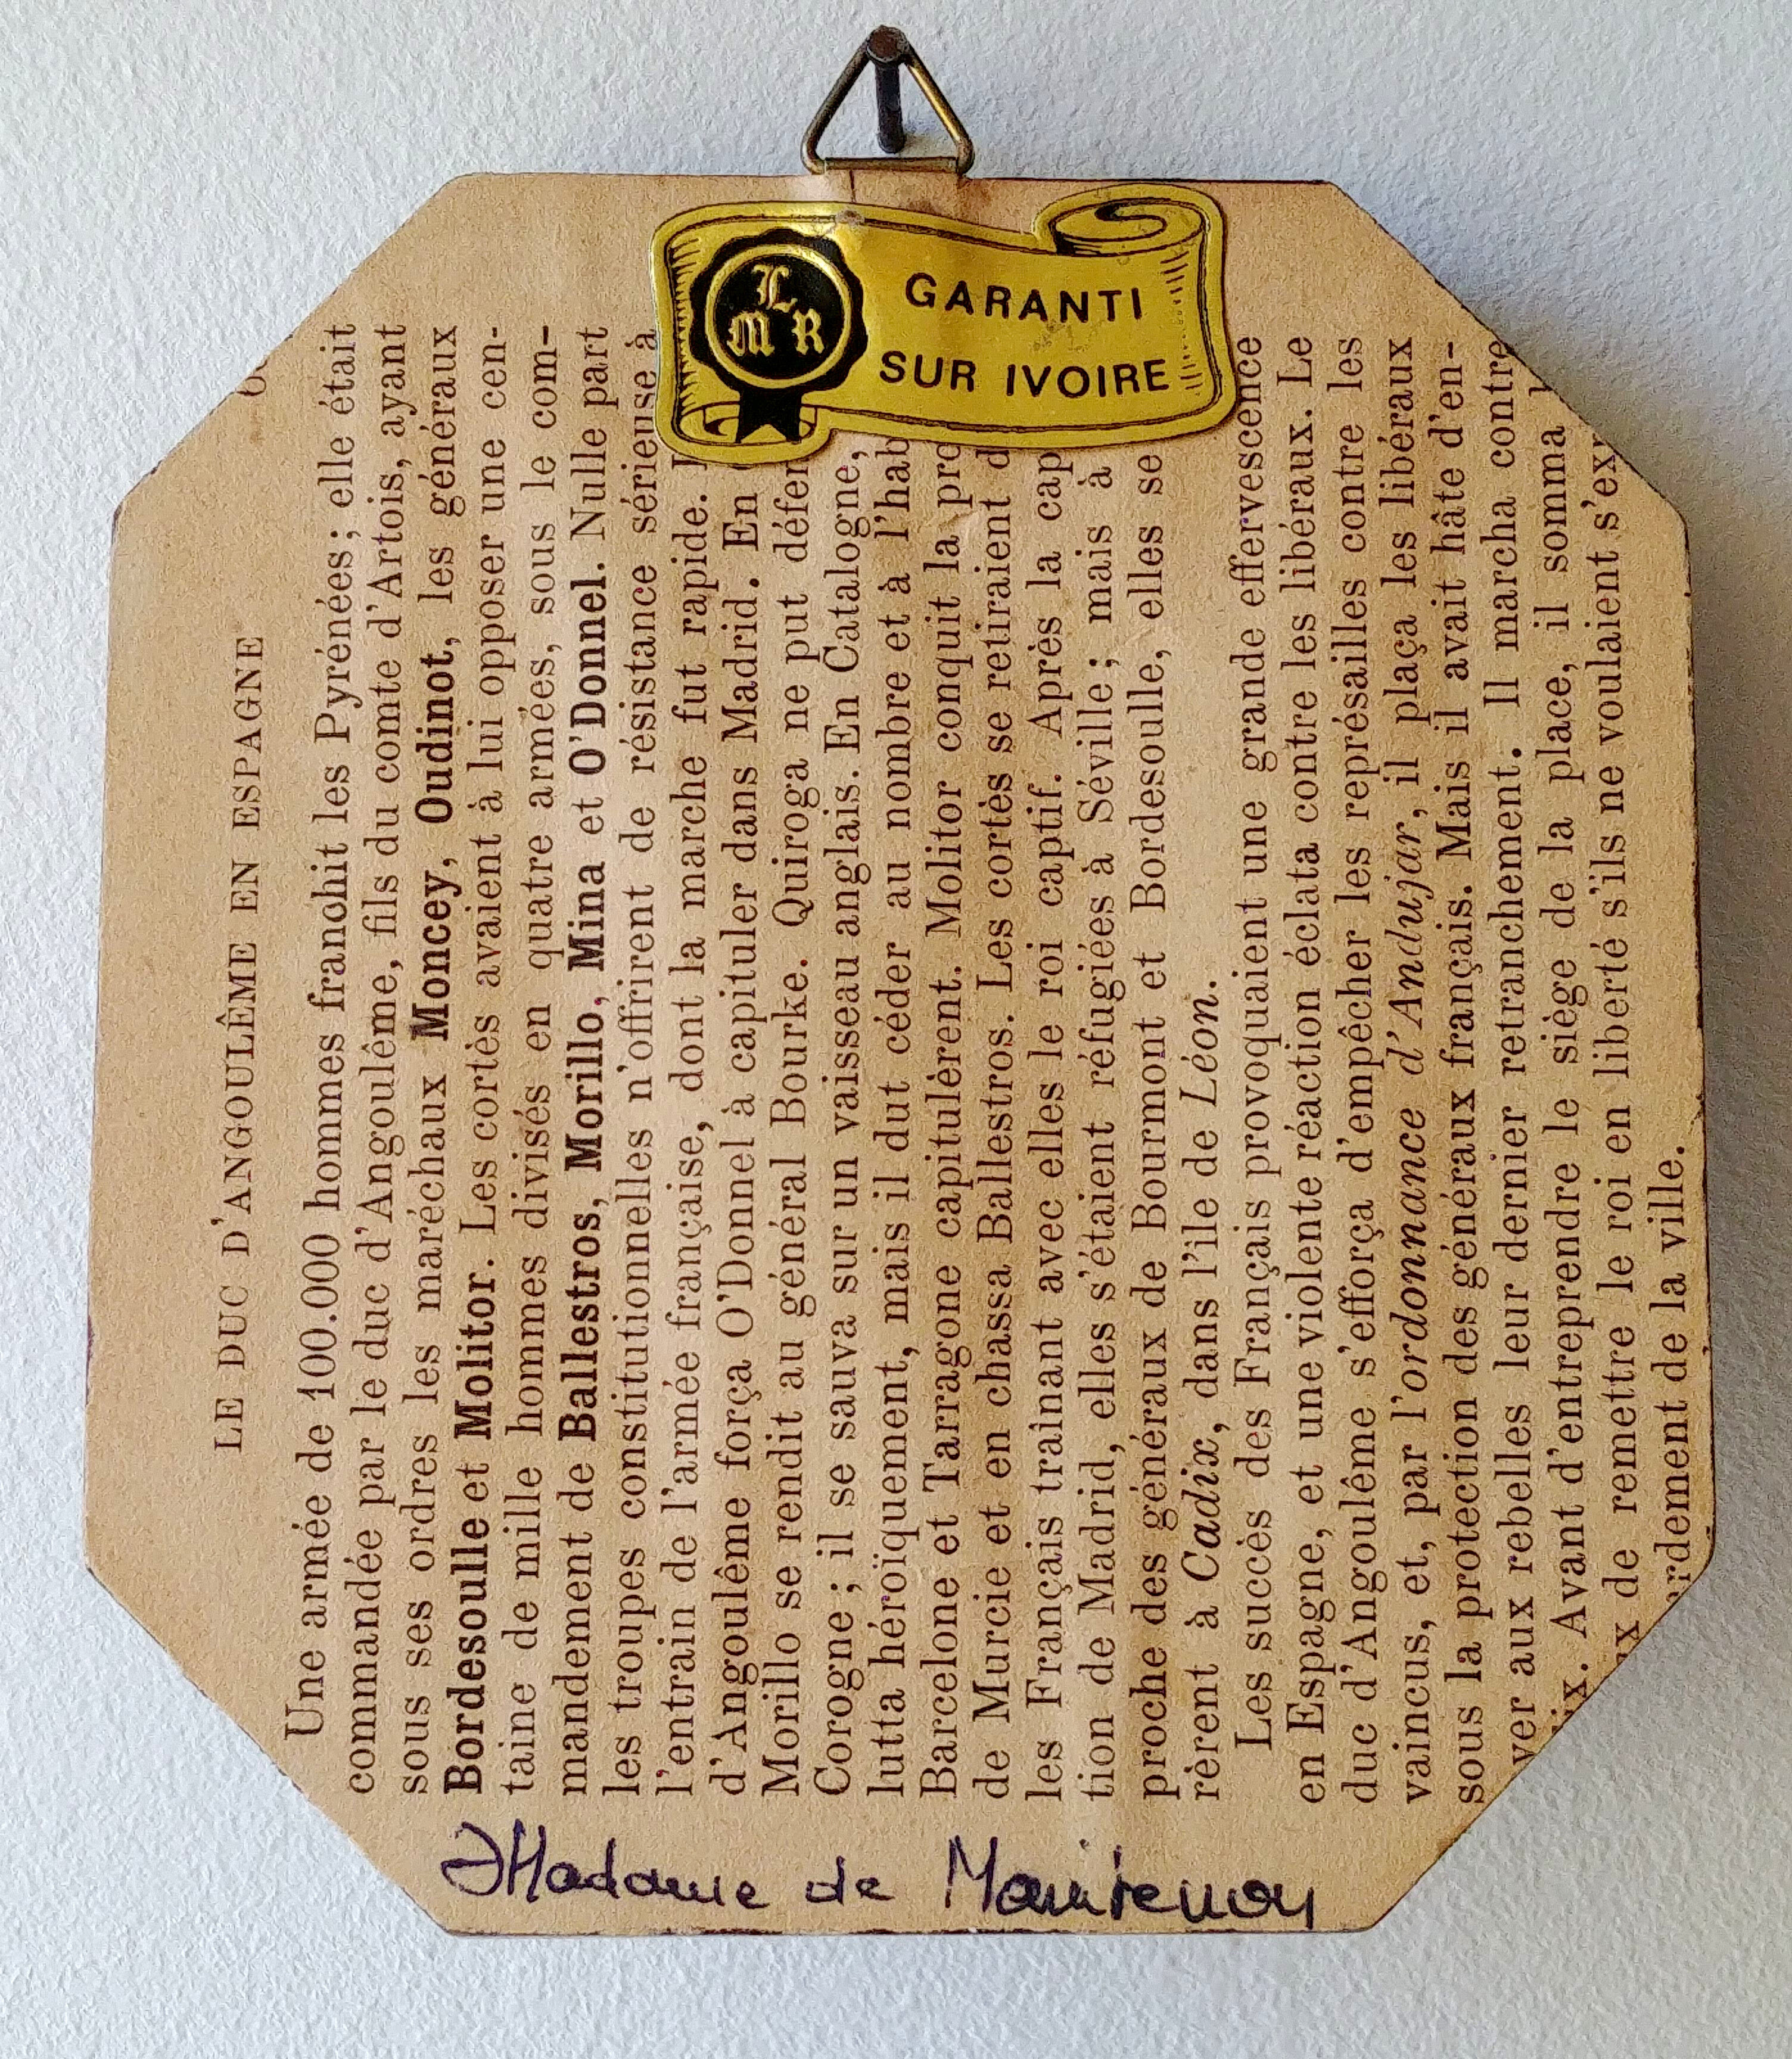 L
M R
GARANTI
SUR IVOIRE
LE DUC D'ANGOULÊME EN ESPAGNE
Une armée de 100.000 hommes franchit les Pyrénées; elle était
commandée par le duc d'Angoulême, fils du comte d'Artois, ayant
sous ses ordres les maréchaux Moncey, Oudinot, les généraux
Bordesoulle et Molitor. Les cortès avaient à lui opposer une cen-
taine de mille hommes divisés en quatre armées, sous le com-
mandement de Ballestros, Morillo, Mina et O'Donnel. Nulle part
les troupes constitutionnelles n'offrirent de résistance sérieuse à
l'entrain de l'armée française, dont la marche fut rapide.
d'Angoulême força O'Donnel à capituler dans Madrid. En
Morillo se rendit au général Bourke. Quiroga ne put défen
Corogne; il se sauva sur un vaisseau anglais. En Catalogne,
lutta héroïquement, mais il dut céder au nombre et à l'hab
Barcelone et Tarragone capitulèrent. Molitor conquit la pro
de Murcie et en chassa Ballestros. Les cortès se retiraient d
les Français traînant avec elles le roi captif. Après la cap
tion de Madrid, elles s'étaient réfugiées à Séville; mais à
proche des généraux de Bourmont et Bordesoulle, elles se
rèrent à Cadix, dans l'île de Léon.
Les succès des Français provoquaient une grande effervescence
en Espagne, et une violente réaction éclata contre les libéraux. Le
duc d'Angoulême s'efforça d'empêcher les représailles contre les
vaincus, et, par l'ordonnance d'Andujar, il plaça les libéraux
sous la protection des généraux français. Mais il avait hâte d'en-
ver aux rebelles leur dernier retranchement. Il marcha contre
ix. Avant d'entreprendre le siège de la place, il somma
ux de remettre le roi en liberté s'ils ne voulaient s'exp
ardement de la ville.
Madame de Maintenon